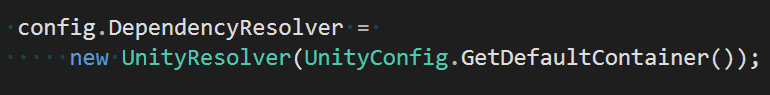 config.DependencyResolver =
new UnityResolver(UnityConfig.GetDefaultContainer());